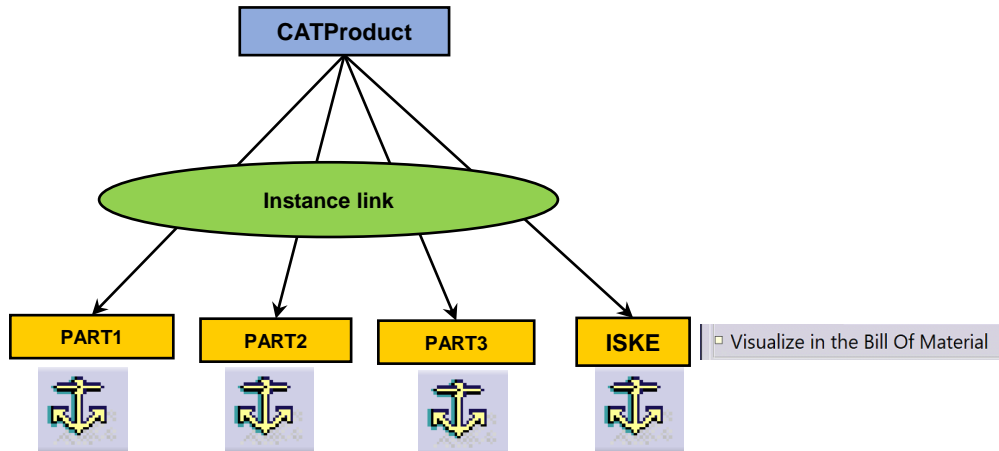 CATProduct
Instance link
PART1
PART2
PART3
ISKE
Visualize in the Bill Of Material